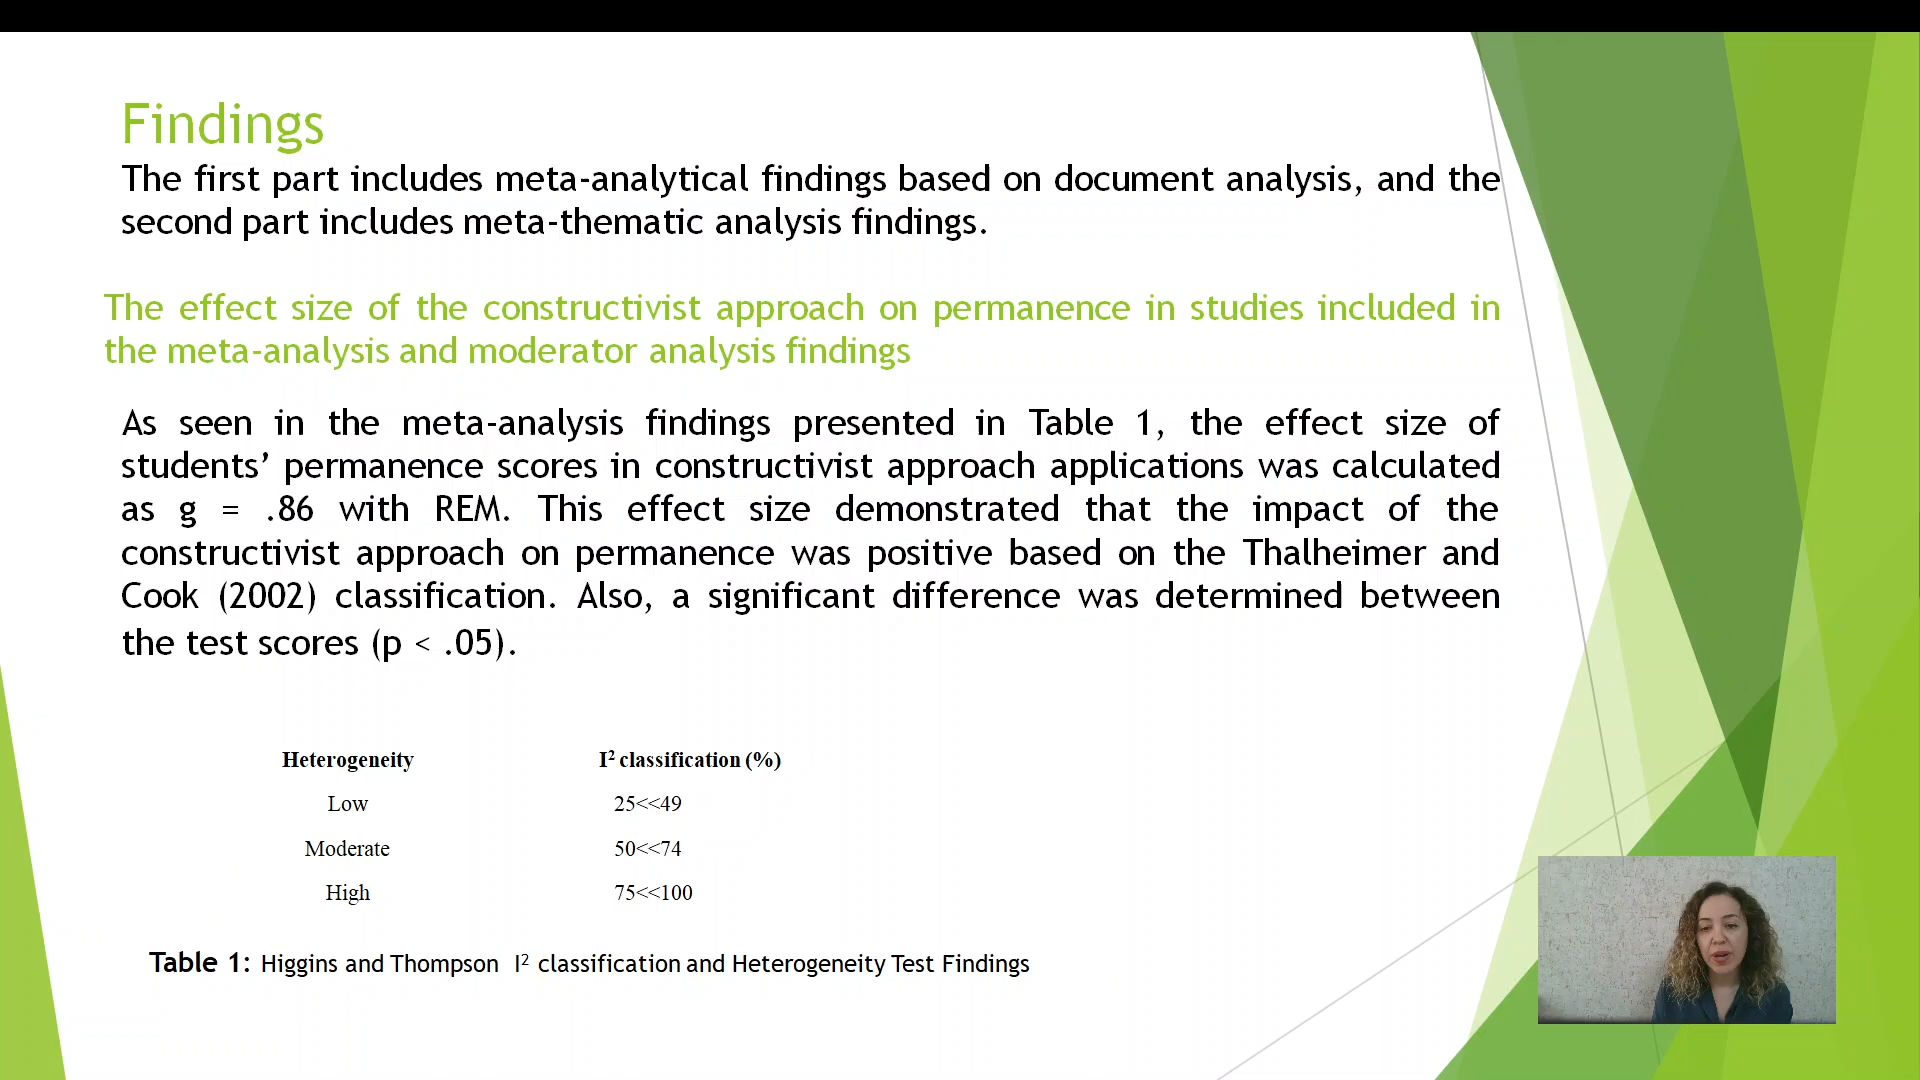 Findings
The first part includes meta-analytical findings based on document analysis, and the
second part includes meta-thematic analysis findings.
The effect size of the constructivist approach on permanence in studies included in
the meta-analysis and moderator analysis findings
As seen in the meta-analysis findings presented in Table 1, the effect size of
students’ permanence scores in constructivist approach applications was calculated
as g = .86 with REM. This effect size demonstrated that the impact of the
constructivist approach on permanence was positive based on the Thalheimer and
Cook (2002) classification. Also, a significant difference was determined between
the test scores (p < .05).
Heterogeneity I² classification (%)
Low 25<<49
Moderate 50<<74
High 75<<100
Table 1: Higgins and Thompson I² classification and Heterogeneity Test Findings